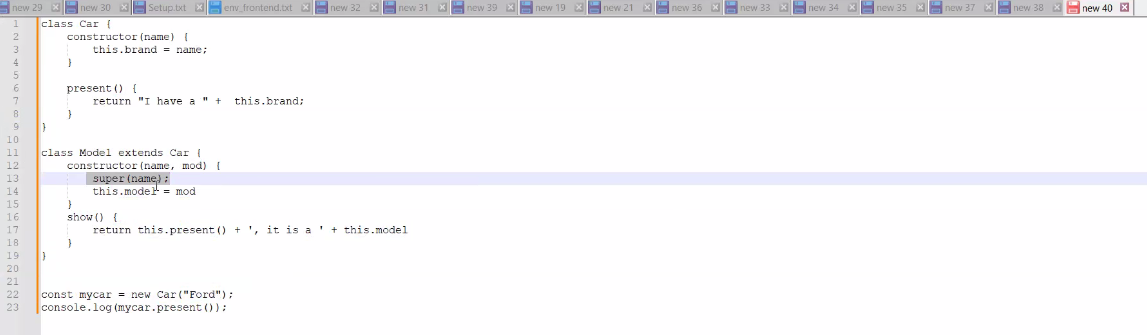 new 29 new 30 Setup.txt env_frontend.txt new 32 new 31 new 39 new 19 new 21 new 36 new 33 new 34 new 35 new 37 new 38 new 40
1 class Car {
2 constructor(name) {
3 this.brand = name;
4 }
5
6 present() {
7 return "I have a " + this.brand;
8 }
9 }
10
11 class Model extends Car {
12 constructor(name, mod) {
13 super(name);
14 this.model = mod
15 }
16 show() {
17 return this.present() + ', it is a ' + this.model
18 }
19 }
20
21
22 const mycar = new Car("Ford");
23 console.log(mycar.present());